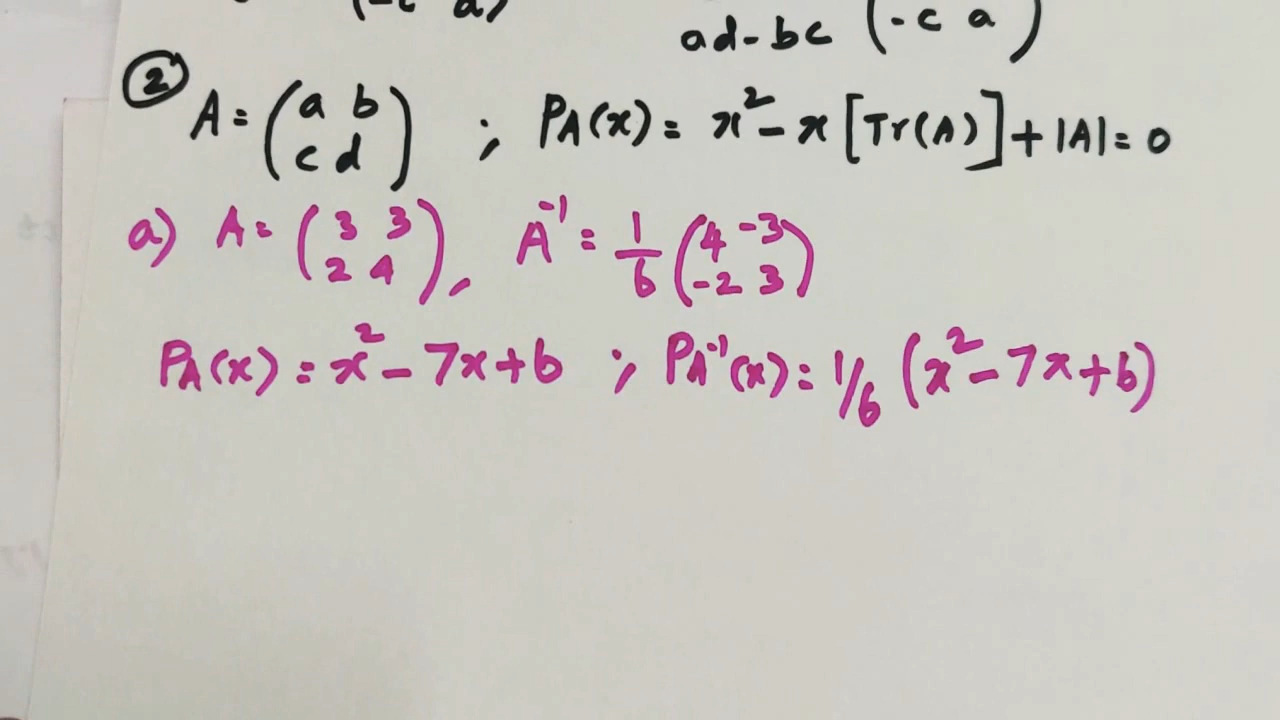 (-c a)
ad-bc (-c a)
② A = (a b
c d) ; PA(x) = x² - x [Tr(A)] + |A| = 0
a) A = (3 3
2 4), A⁻¹ = 1/6 (4 -3
-2 3)
PA(x) = x² - 7x + 6 ; PA⁻¹(x) = 1/6 (x² - 7x + 6)